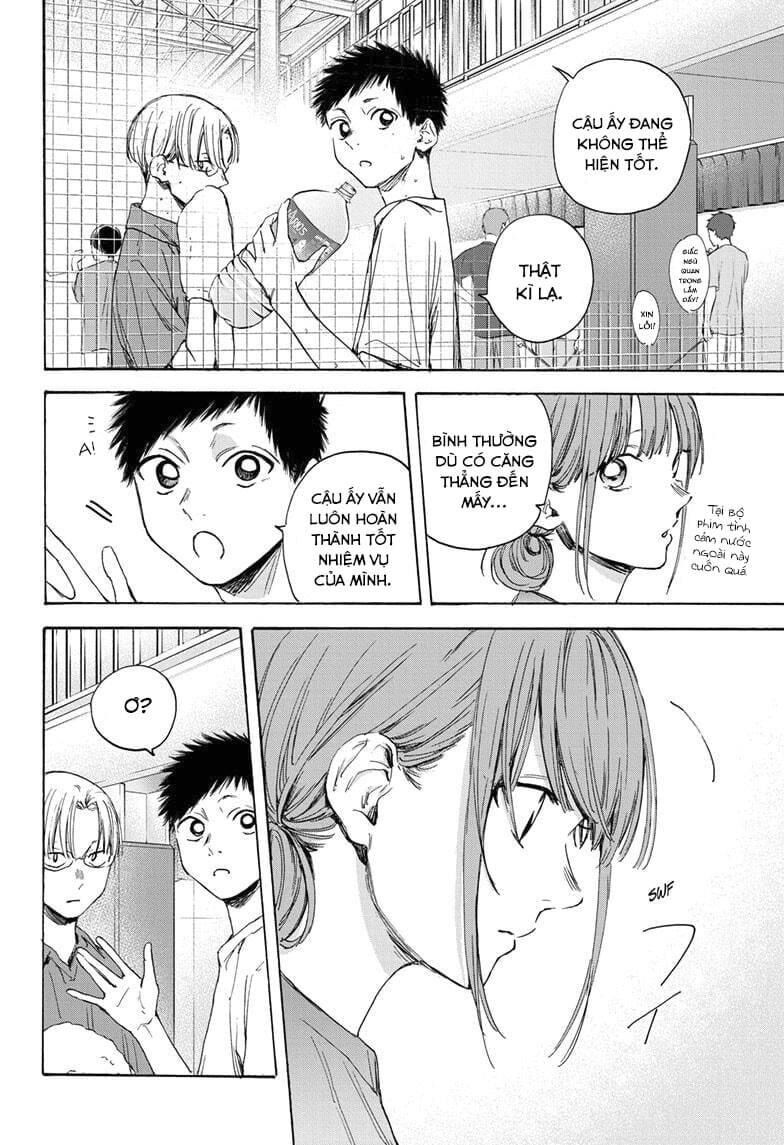 CẬU ẤY ĐANG
KHÔNG THỂ
HIỆN TỐT.
THẬT
KÌ LẠ.
GIẤC
NGỦ
QUAN
TRỌNG
LẮM
ĐẤY!
XIN
LỖI!
BÌNH THƯỜNG
DÙ CÓ CĂNG
THẲNG ĐẾN
MẤY...
TẠI BỘ
PHIM TÌNH
CẢM NƯỚC
NGOÀI NÀY
CUỐN QUÁ
CẬU ẤY VẪN
LUÔN HOÀN
THÀNH TỐT
NHIỆM VỤ
CỦA MÌNH.
A!
SWF
フイ
Ơ?